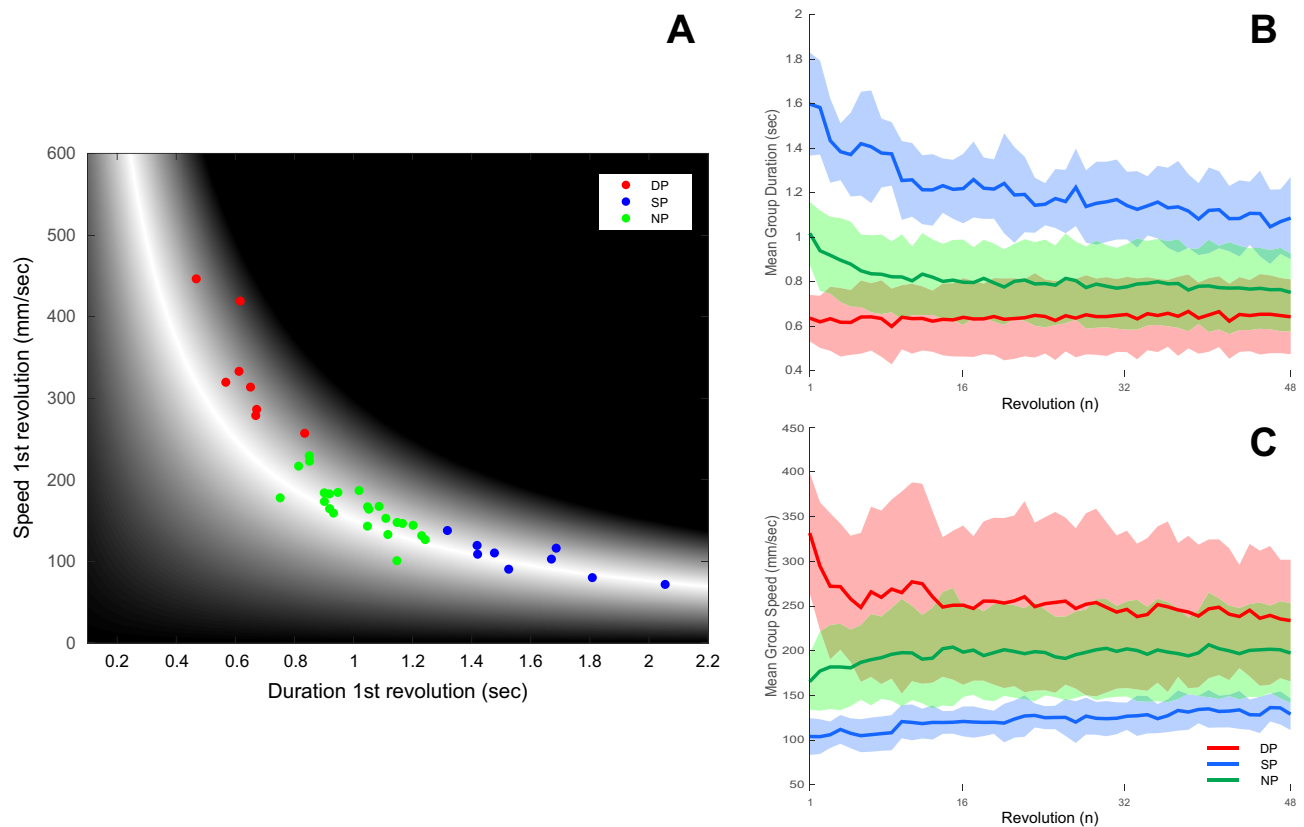 A
Speed 1st revolution (mm/sec)
600
500
400
300
200
100
0
DP
SP
NP
0.2 0.4 0.6 0.8 1 1.2 1.4 1.6 1.8 2 2.2
Duration 1st revolution (sec)
B
Mean Group Duration (sec)
2
1.8
1.6
1.4
1.2
1
0.8
0.6
0.4
1 16 32 48
Revolution (n)
C
Mean Group Speed (mm/sec)
450
400
350
300
250
200
150
100
50
DP
SP
NP
1 16 32 48
Revolution (n)